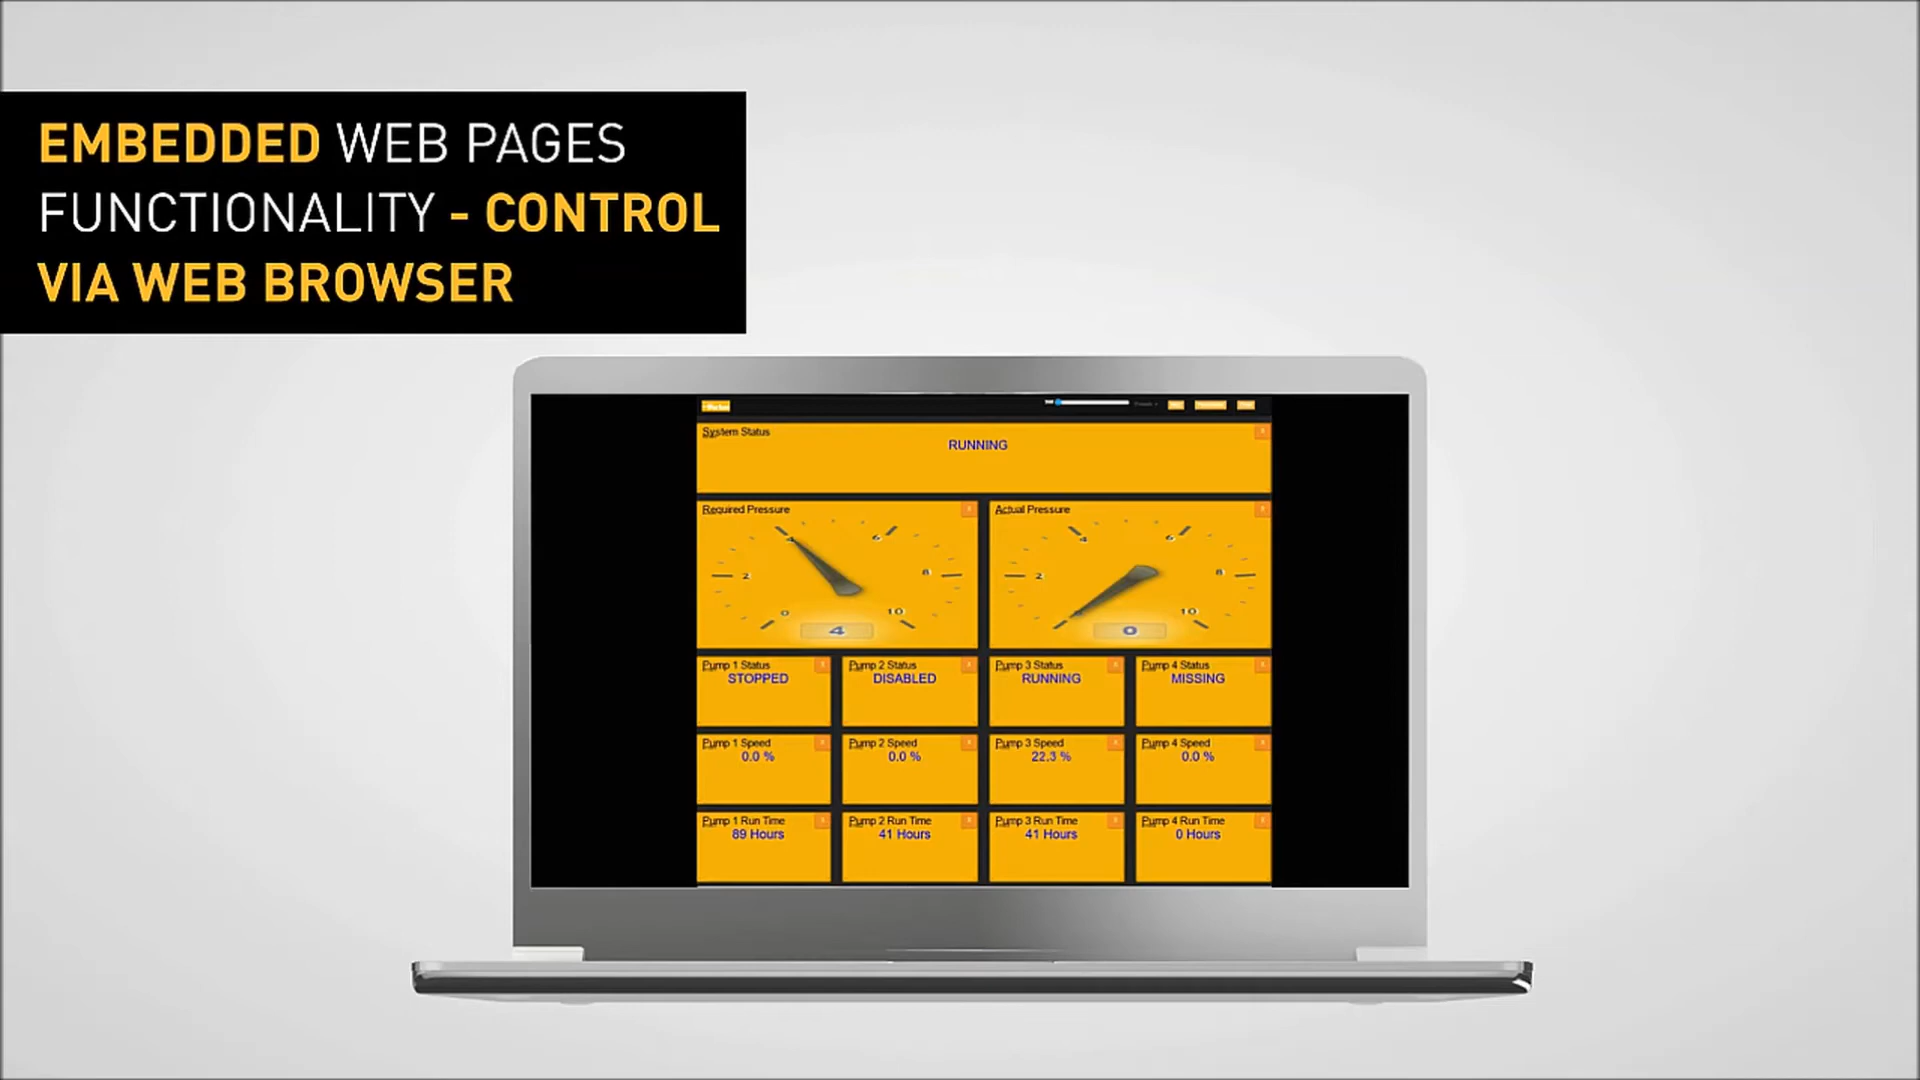 EMBEDDED WEB PAGES
FUNCTIONALITY - CONTROL
VIA WEB BROWSER
System Status
RUNNING
Required Pressure
Actual Pressure
4 6
2 8
0 10
4
4 6
2 8
10
0
Pump 1 Status
STOPPED
Pump 2 Status
DISABLED
Pump 3 Status
RUNNING
Pump 4 Status
MISSING
Pump 1 Speed
0.0 %
Pump 2 Speed
0.0 %
Pump 3 Speed
22.3 %
Pump 4 Speed
0.0 %
Pump 1 Run Time
89 Hours
Pump 2 Run Time
41 Hours
Pump 3 Run Time
41 Hours
Pump 4 Run Time
0 Hours